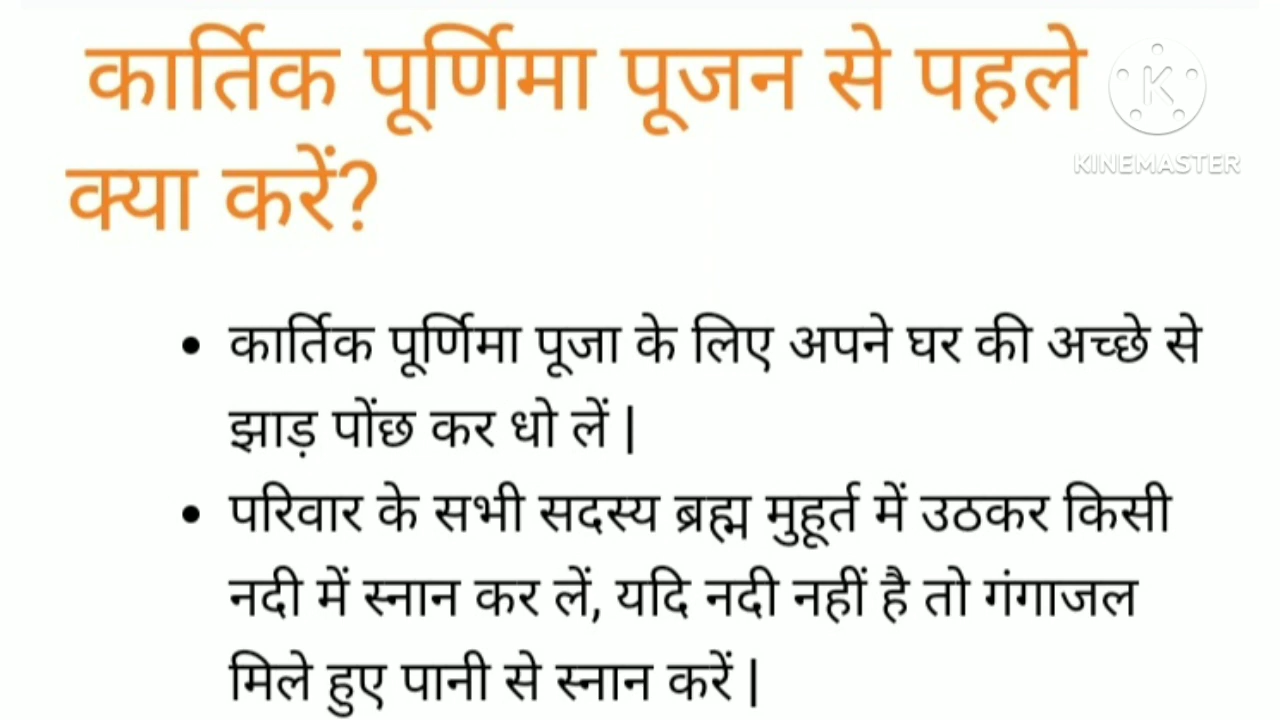 कार्तिक पूर्णिमा पूजन से पहले
क्या करें?
KINEMASTER
कार्तिक पूर्णिमा पूजा के लिए अपने घर की अच्छे से
झाड़ पोंछ कर धो लें |
परिवार के सभी सदस्य ब्रह्म मुहूर्त में उठकर किसी
नदी में स्नान कर लें, यदि नदी नहीं है तो गंगाजल
मिले हुए पानी से स्नान करें |